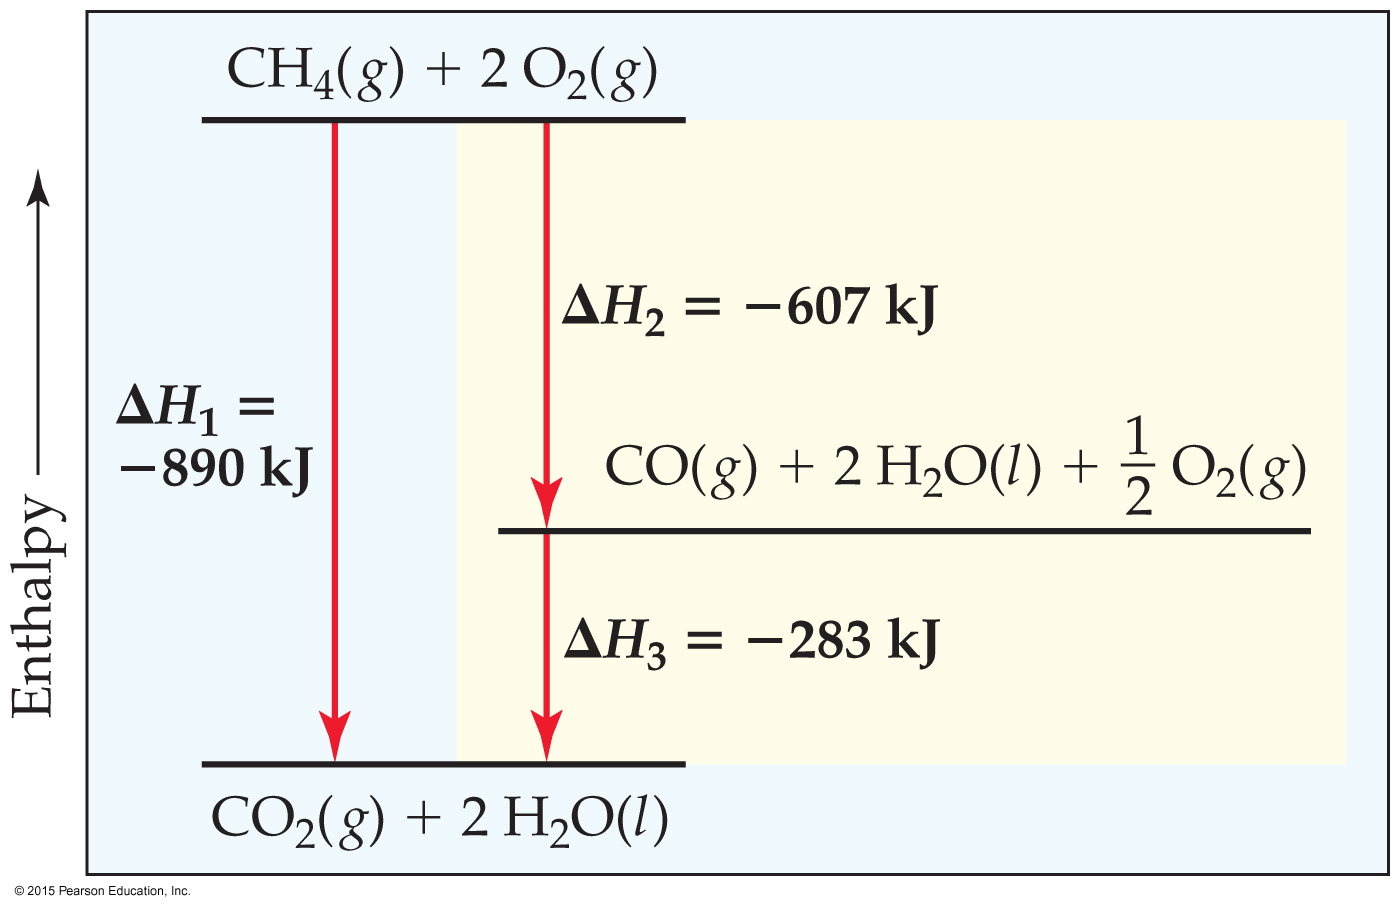 CH₄(g) + 2 O₂(g)
ΔH₂ = −607 kJ
ΔH₁ =
−890 kJ
CO(g) + 2 H₂O(l) + 1/2 O₂(g)
ΔH₃ = −283 kJ
CO₂(g) + 2 H₂O(l)
Enthalpy
© 2015 Pearson Education, Inc.